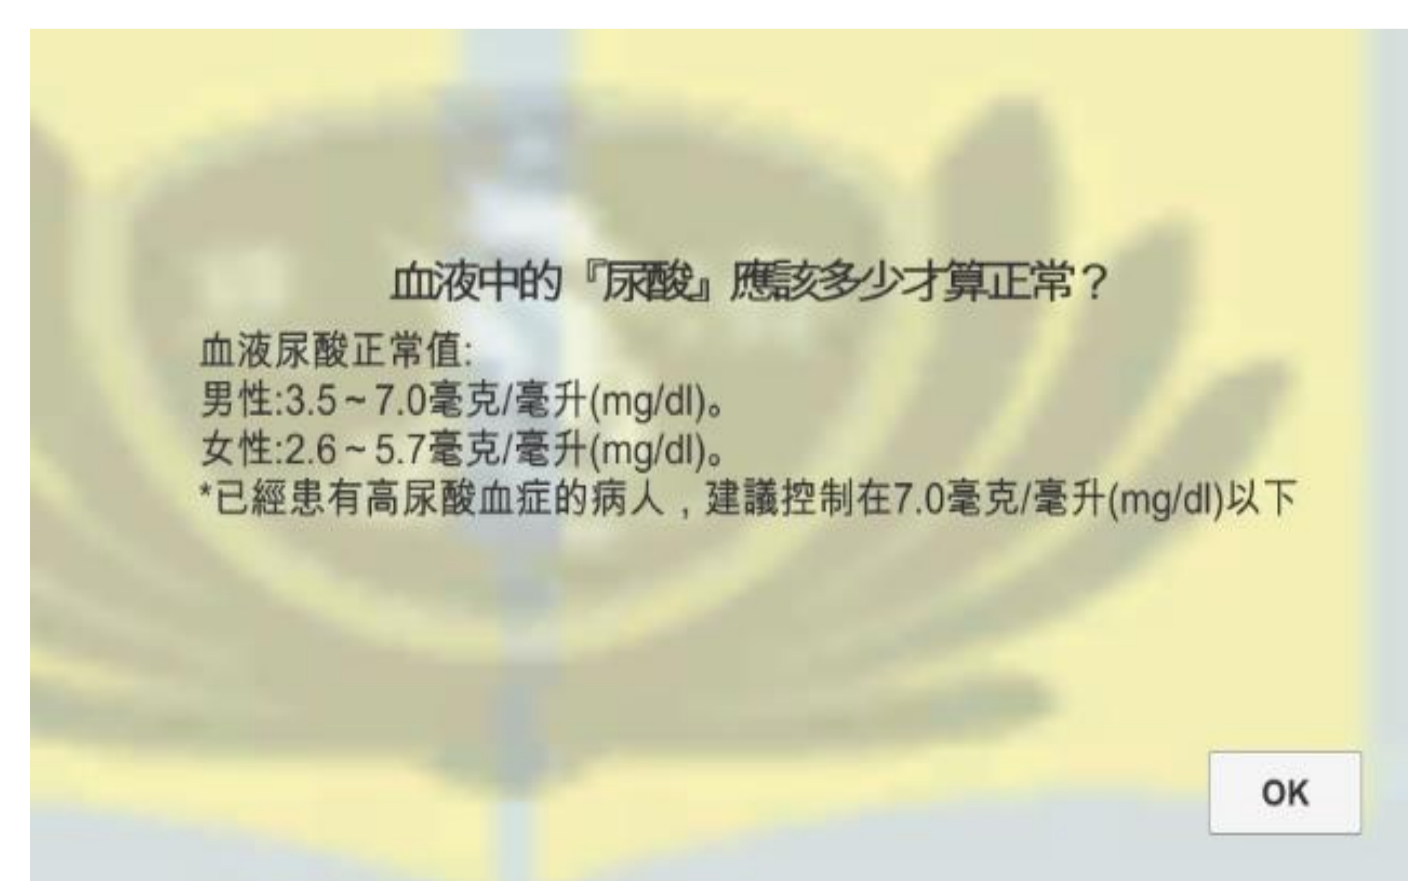 血液中的『尿酸』應該多少才算正常？
血液尿酸正常值:
男性:3.5～7.0毫克/毫升(mg/dl)。
女性:2.6～5.7毫克/毫升(mg/dl)。
*已經患有高尿酸血症的病人，建議控制在7.0毫克/毫升(mg/dl)以下
OK